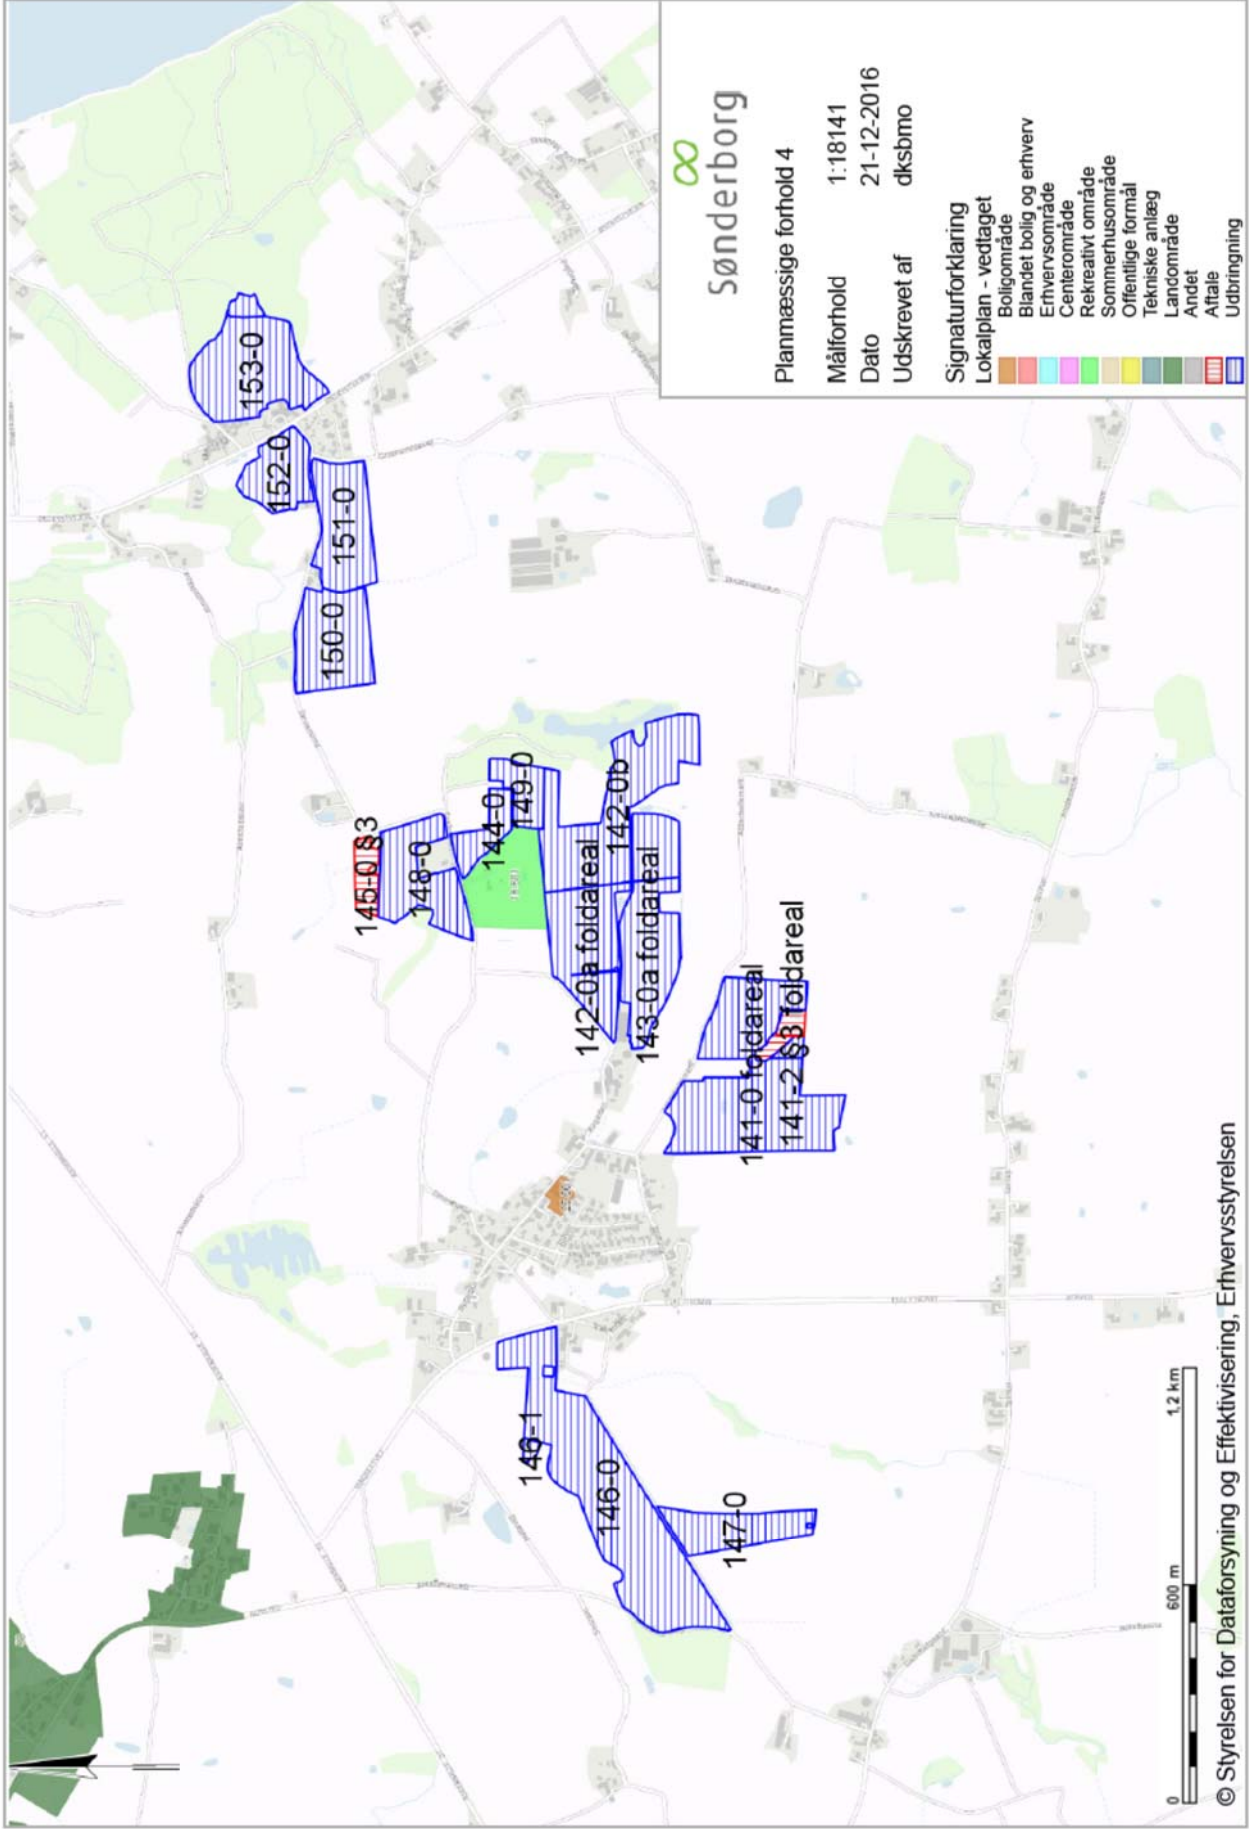 Sønderborg
Planmæssige forhold 4
Målforhold 1:18141
Dato 21-12-2016
Udskrevet af dksbmo
Signaturforklaring
Lokalplan - vedtaget
Boligområde
Blandet bolig og erhverv
Erhvervsområde
Centerområde
Rekreativt område
Sommerhusområde
Offentlige formål
Tekniske anlæg
Landområde
Andet
Aftale
Udbringning
153-0
152-0
151-0
150-0
145-0 §3
148-0
144-0
149-0
142-0b
142-0a foldareal
143-0a foldareal
141-0 foldareal
141-2 §3 foldareal
146-1
146-0
147-0
0 600 m 1,2 km
© Styrelsen for Dataforsyning og Effektivisering, Erhvervsstyrelsen